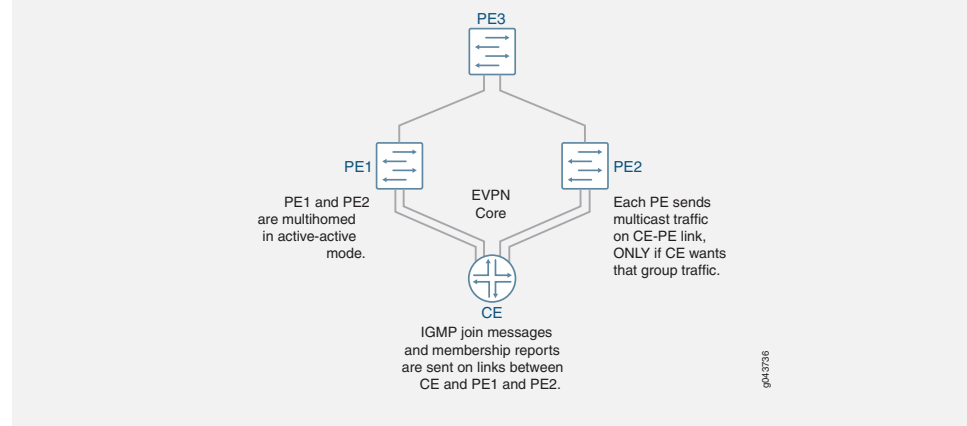 PE3
PE1
PE2
PE1 and PE2
are multihomed
in active-active
mode.
EVPN
Core
Each PE sends
multicast traffic
on CE-PE link,
ONLY if CE wants
that group traffic.
CE
IGMP join messages
and membership reports
are sent on links between
CE and PE1 and PE2.
g043736